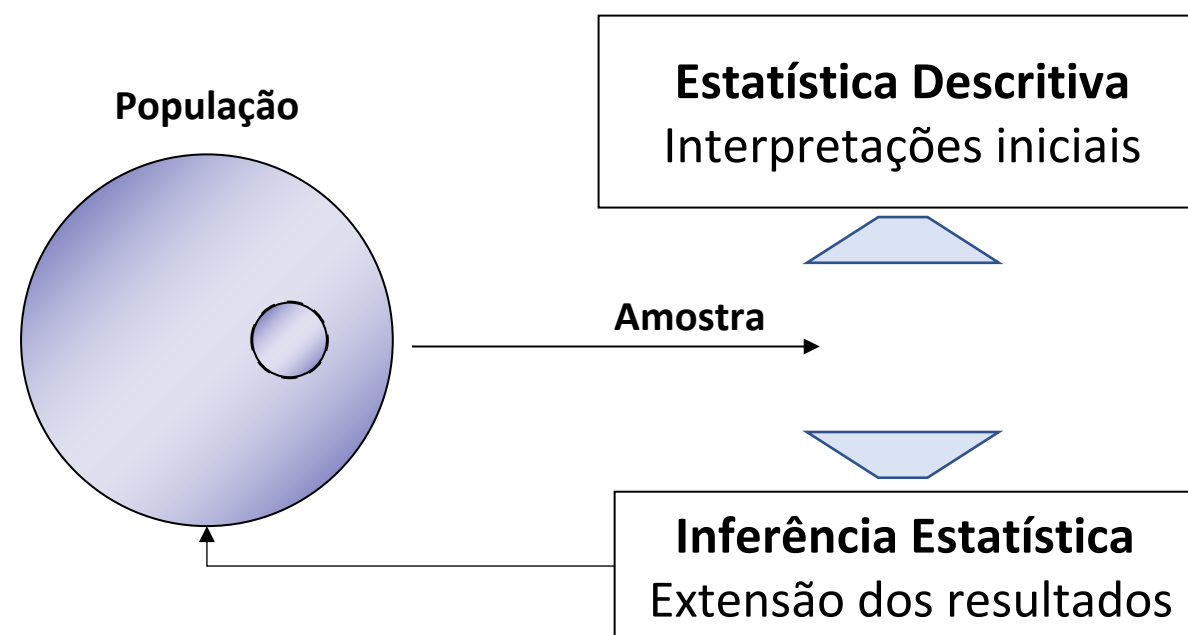 População
Estatística Descritiva
Interpretações iniciais
Amostra
Inferência Estatística
Extensão dos resultados